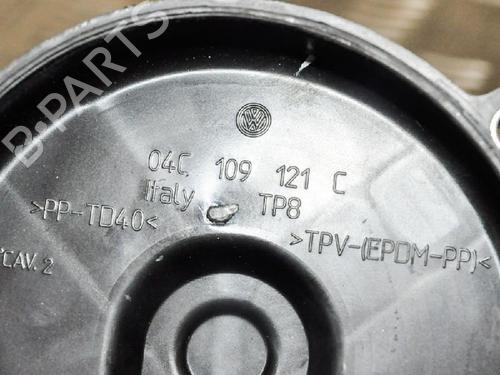 B-PARTS
04C 109 121 C
Italy TP8
>PP-TD40<
>TPV-(EPDM-PP)<
CAV. 2